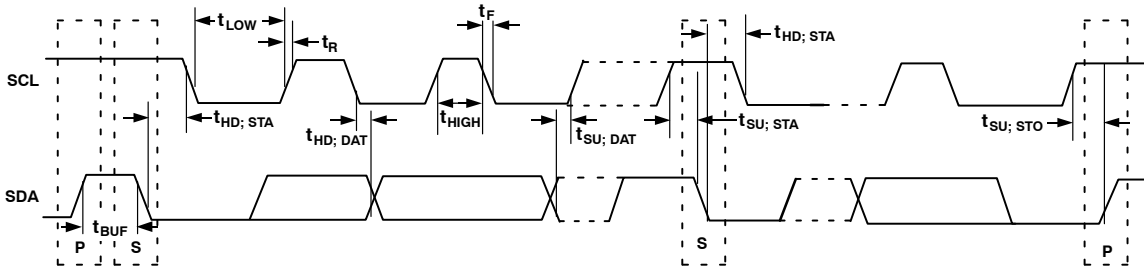 tLOW
tR
tF
tHD; STA
SCL
tHD; STA
tHD; DAT
tHIGH
tSU; DAT
tSU; STA
tSU; STO
SDA
tBUF
P
S
S
P